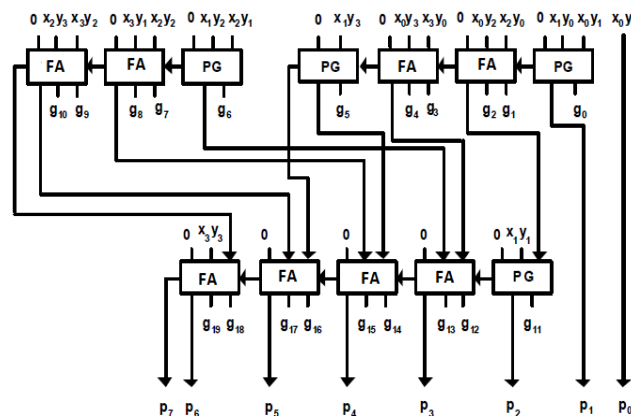 0 x2y3 x3y2 0 x3y1 x2y2 0 x1y2 x2y1 0 x1y3 0 x0y3 x3y0 0 x0y2 x2y0 0 x1y0 x0y1 x0y
FA FA PG PG FA FA PG
g10 g9 g8 g7 g6 g5 g4 g3 g2 g1 g0
0 x3y3 0 0 0 0 x1y1
FA FA FA FA PG
g19 g18 g17 g16 g15 g14 g13 g12 g11
p7 p6 p5 p4 p3 p2 p1 p0